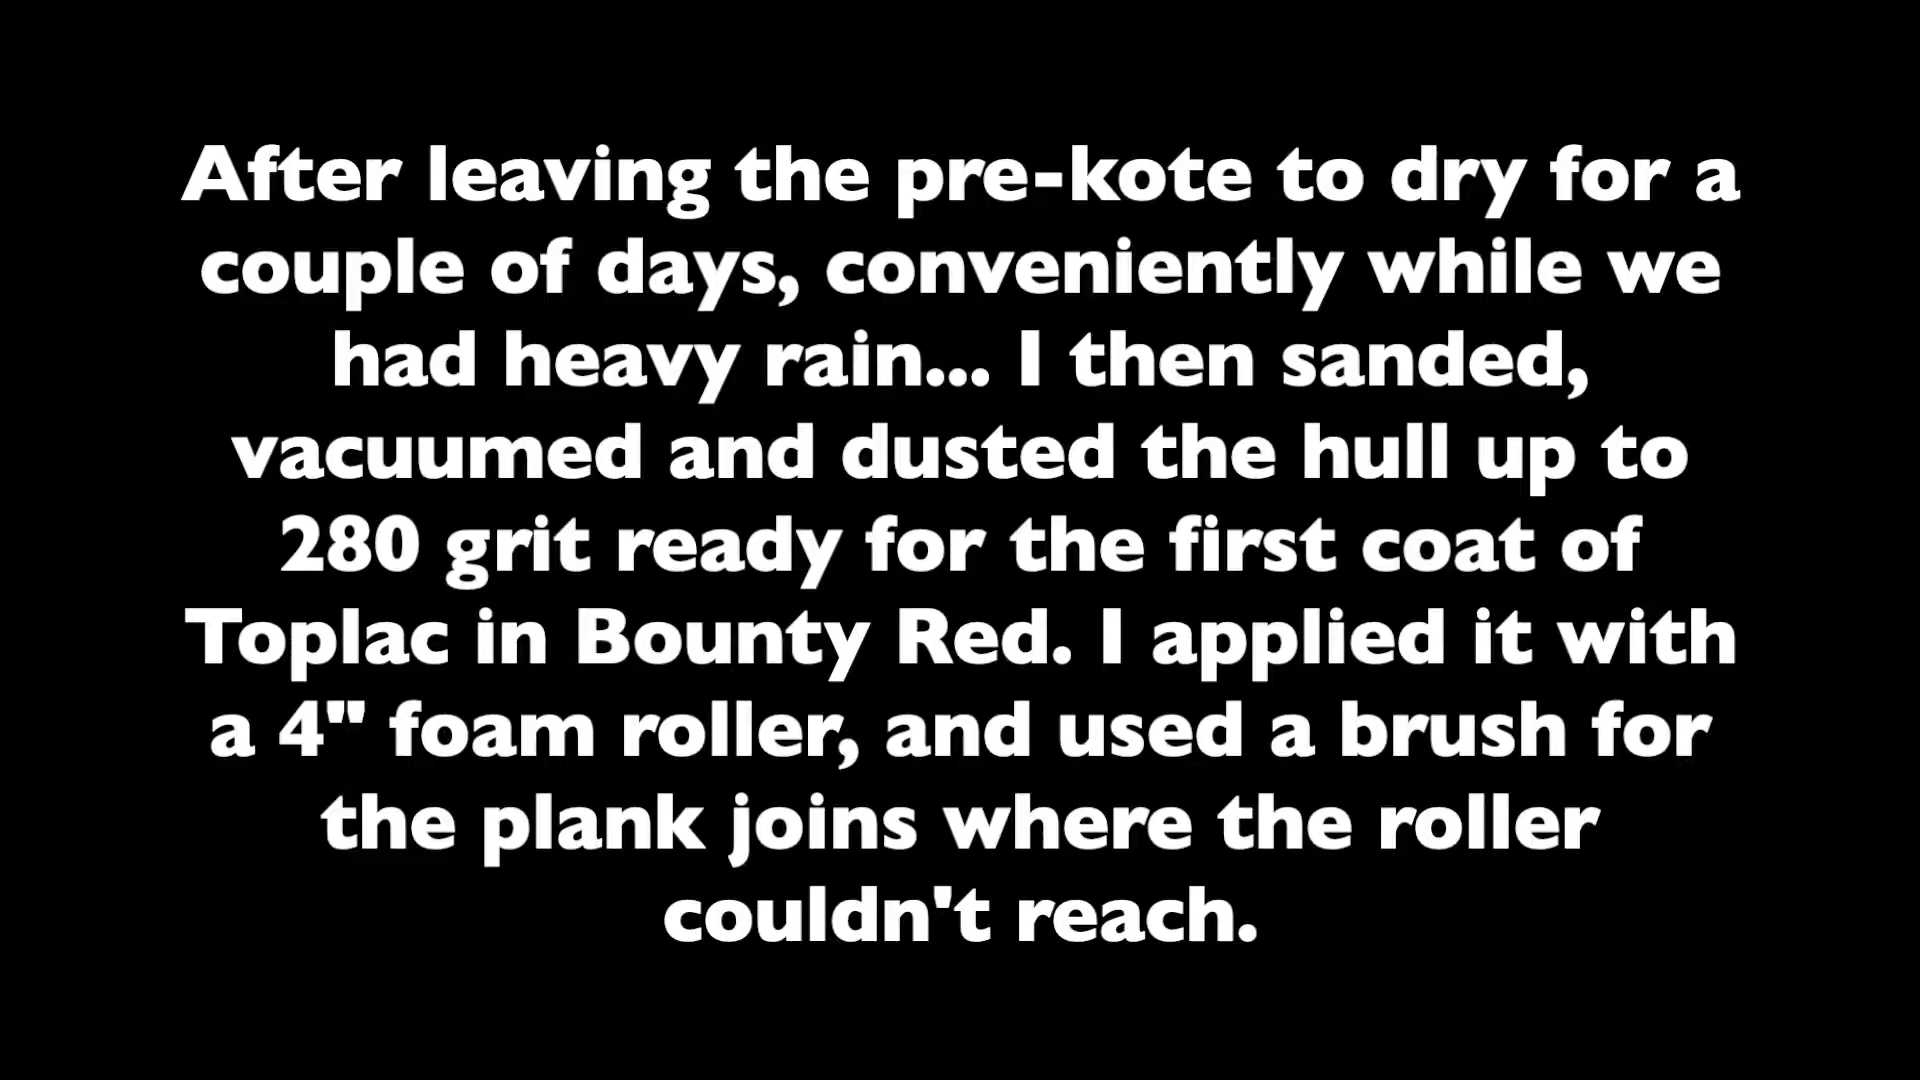 After leaving the pre-kote to dry for a
couple of days, conveniently while we
had heavy rain... I then sanded,
vacuumed and dusted the hull up to
280 grit ready for the first coat of
Toplac in Bounty Red. I applied it with
a 4" foam roller, and used a brush for
the plank joins where the roller
couldn't reach.